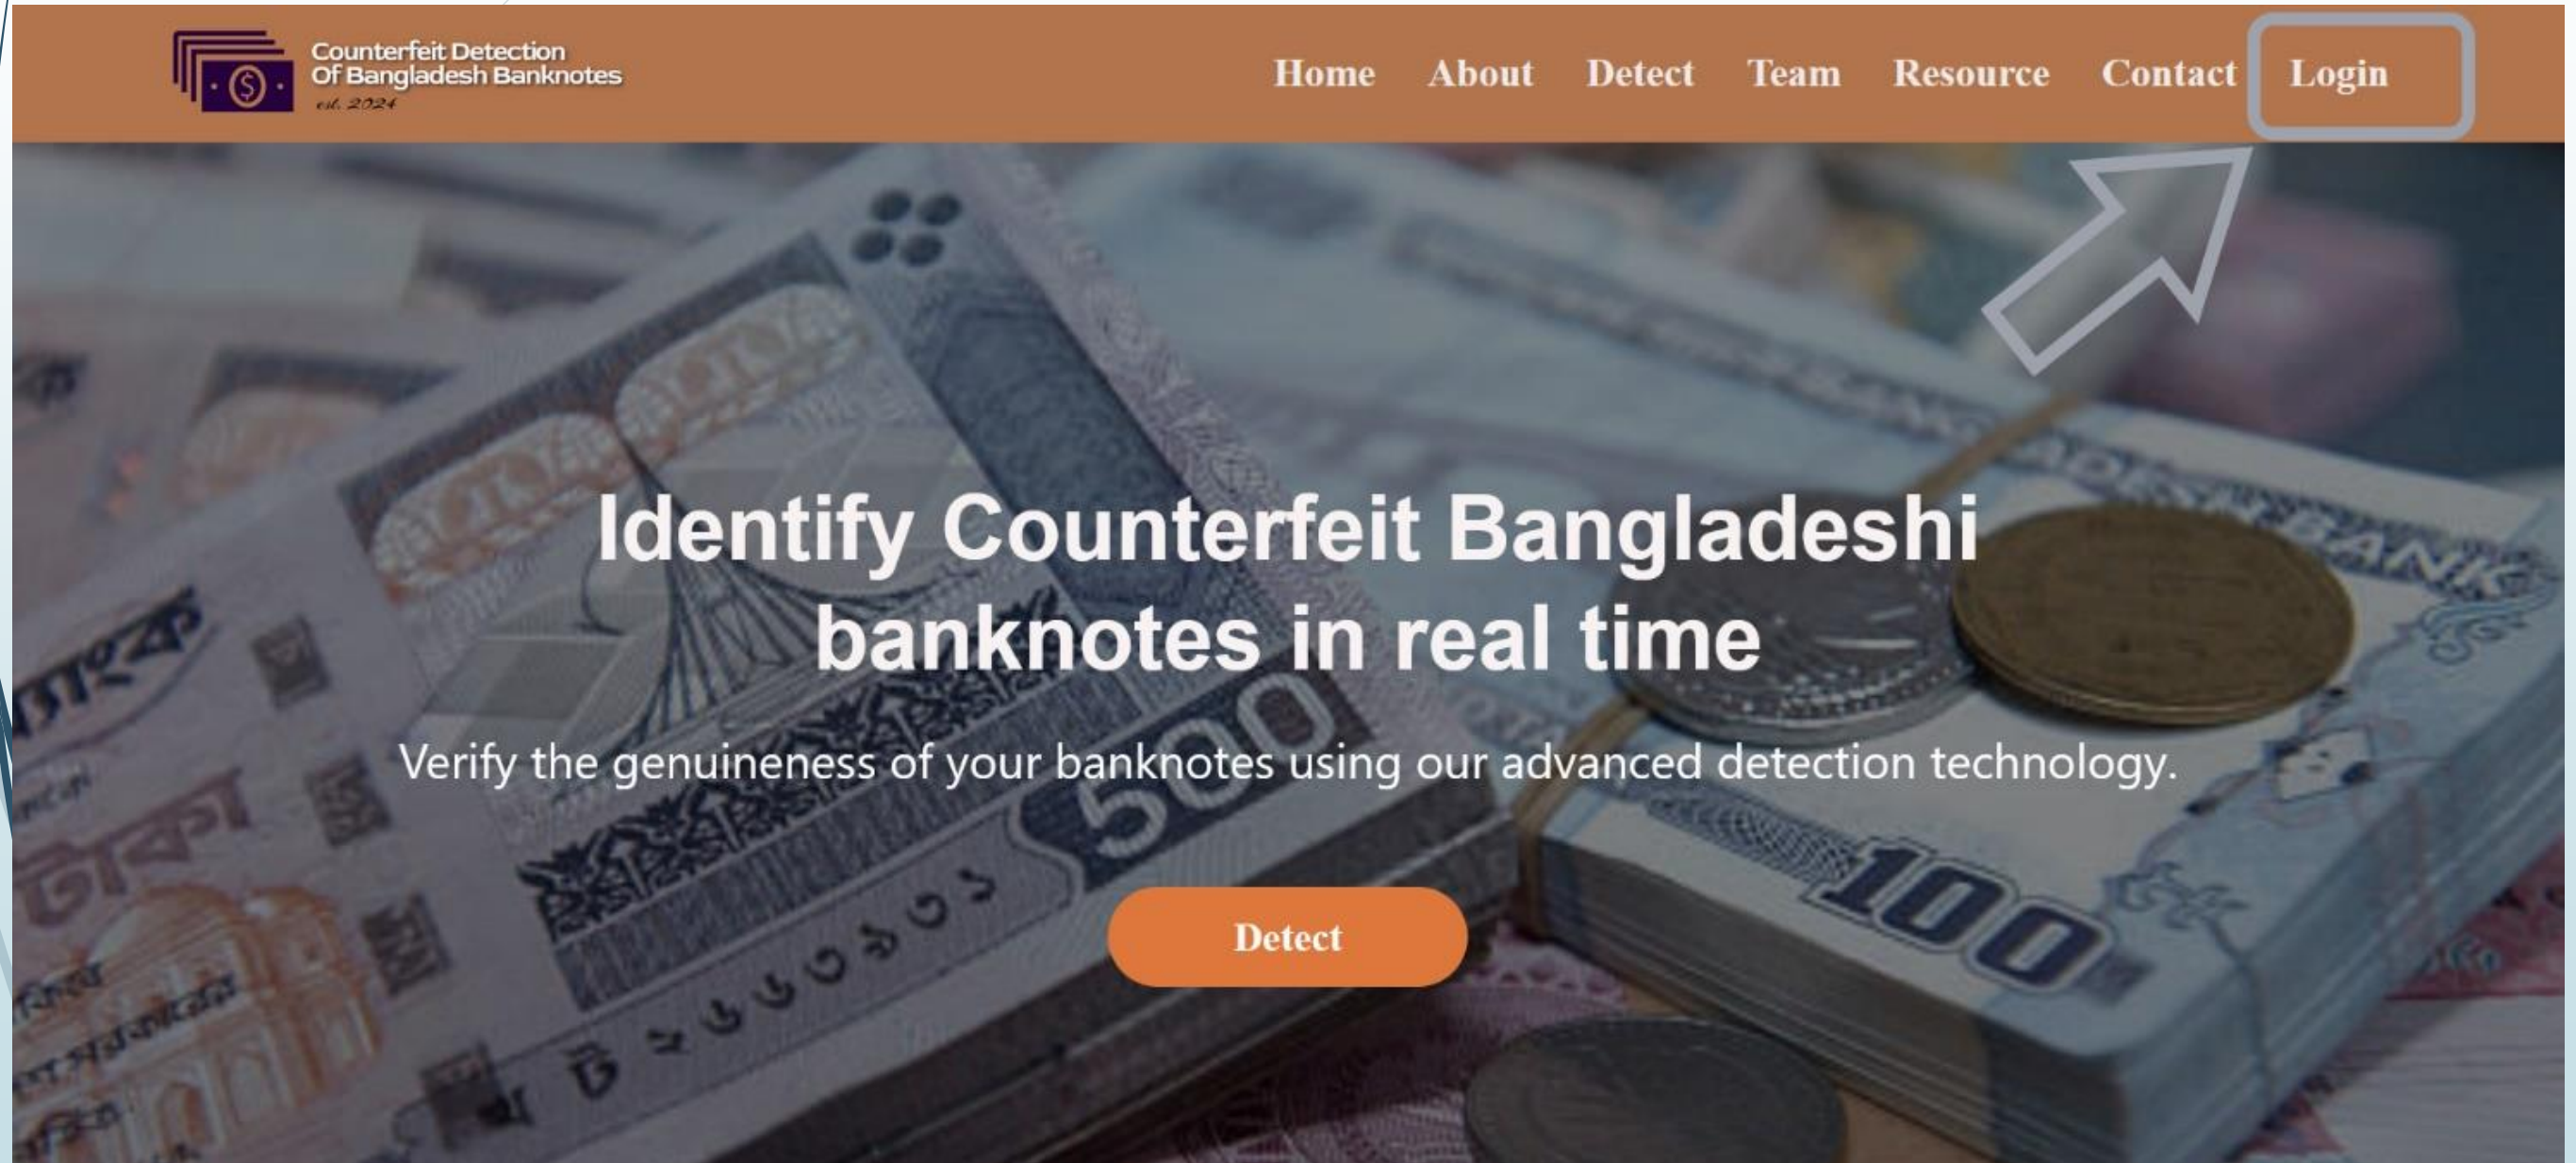 Counterfeit Detection
Of Bangladesh Banknotes
est. 2024
Home About Detect Team Resource Contact Login
Identify Counterfeit Bangladeshi
banknotes in real time
Verify the genuineness of your banknotes using our advanced detection technology.
Detect
টাকা
500
100
BANK